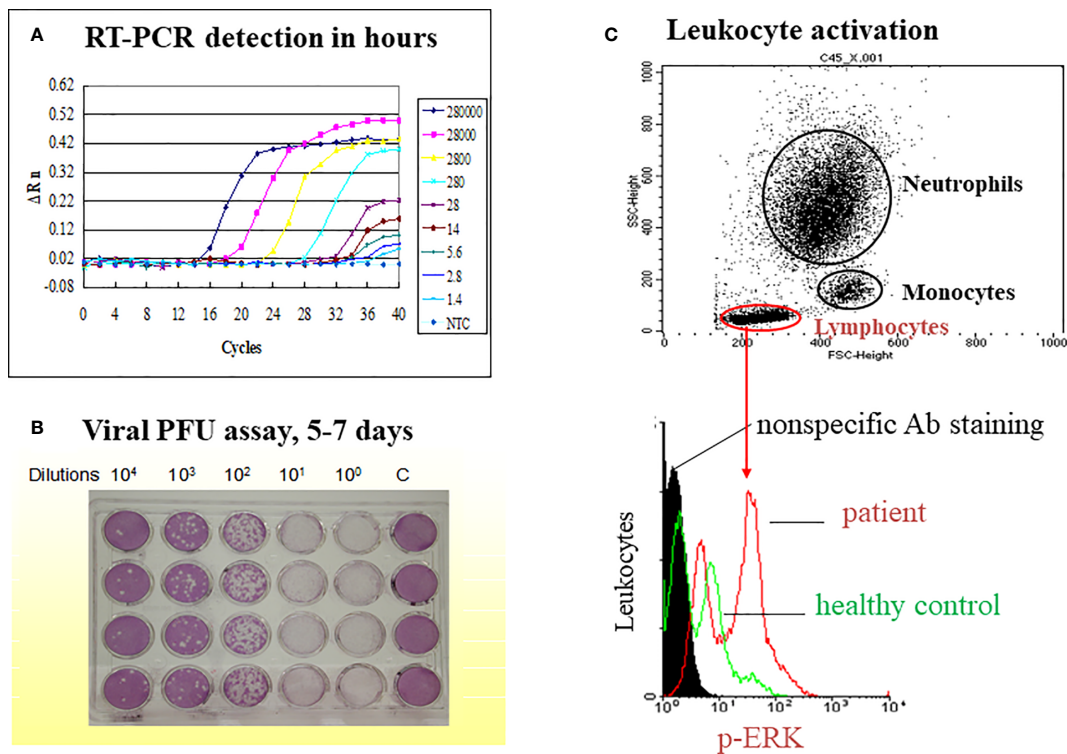 A
RT-PCR detection in hours
0.62
0.52
0.42
0.32
0.22
0.12
0.02
-0.08
ΔRn
0 4 8 12 16 20 24 28 32 36 40
Cycles
280000
28000
2800
280
28
14
5.6
2.8
1.4
NTC
B
Viral PFU assay, 5-7 days
Dilutions 10⁴ 10³ 10² 10¹ 10⁰ C
C
Leukocyte activation
C45_X.001
1000
800
600
400
200
0
SSC-Height
Neutrophils
Monocytes
Lymphocytes
0 200 400 600 800 1000
FSC-Height
nonspecific Ab staining
patient
healthy control
Leukocytes
0
10⁰ 10¹ 10² 10³ 10⁴
p-ERK